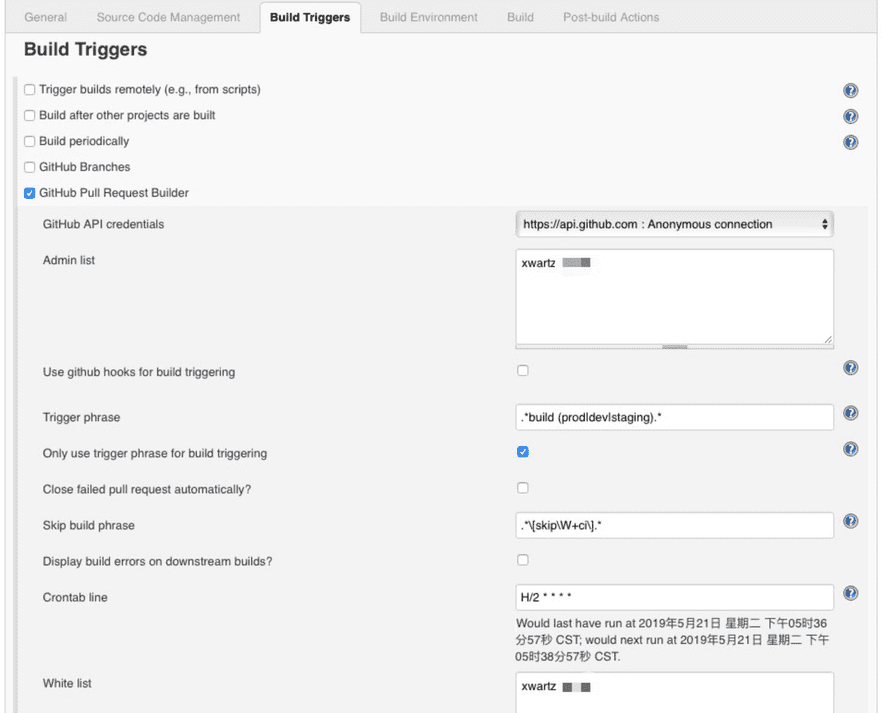 General Source Code Management Build Triggers Build Environment Build Post-build Actions
Build Triggers
Trigger builds remotely (e.g., from scripts)
Build after other projects are built
Build periodically
GitHub Branches
GitHub Pull Request Builder
GitHub API credentials https://api.github.com : Anonymous connection
Admin list xwartz
Use github hooks for build triggering
Trigger phrase .*build (prod|dev|staging).*
Only use trigger phrase for build triggering
Close failed pull request automatically?
Skip build phrase .*\[skip\W+ci\].*
Display build errors on downstream builds?
Crontab line H/2 * * * *
Would last have run at 2019年5月21日 星期二 下午05时36
分57秒 CST; would next run at 2019年5月21日 星期二 下午
05时38分57秒 CST.
White list xwartz